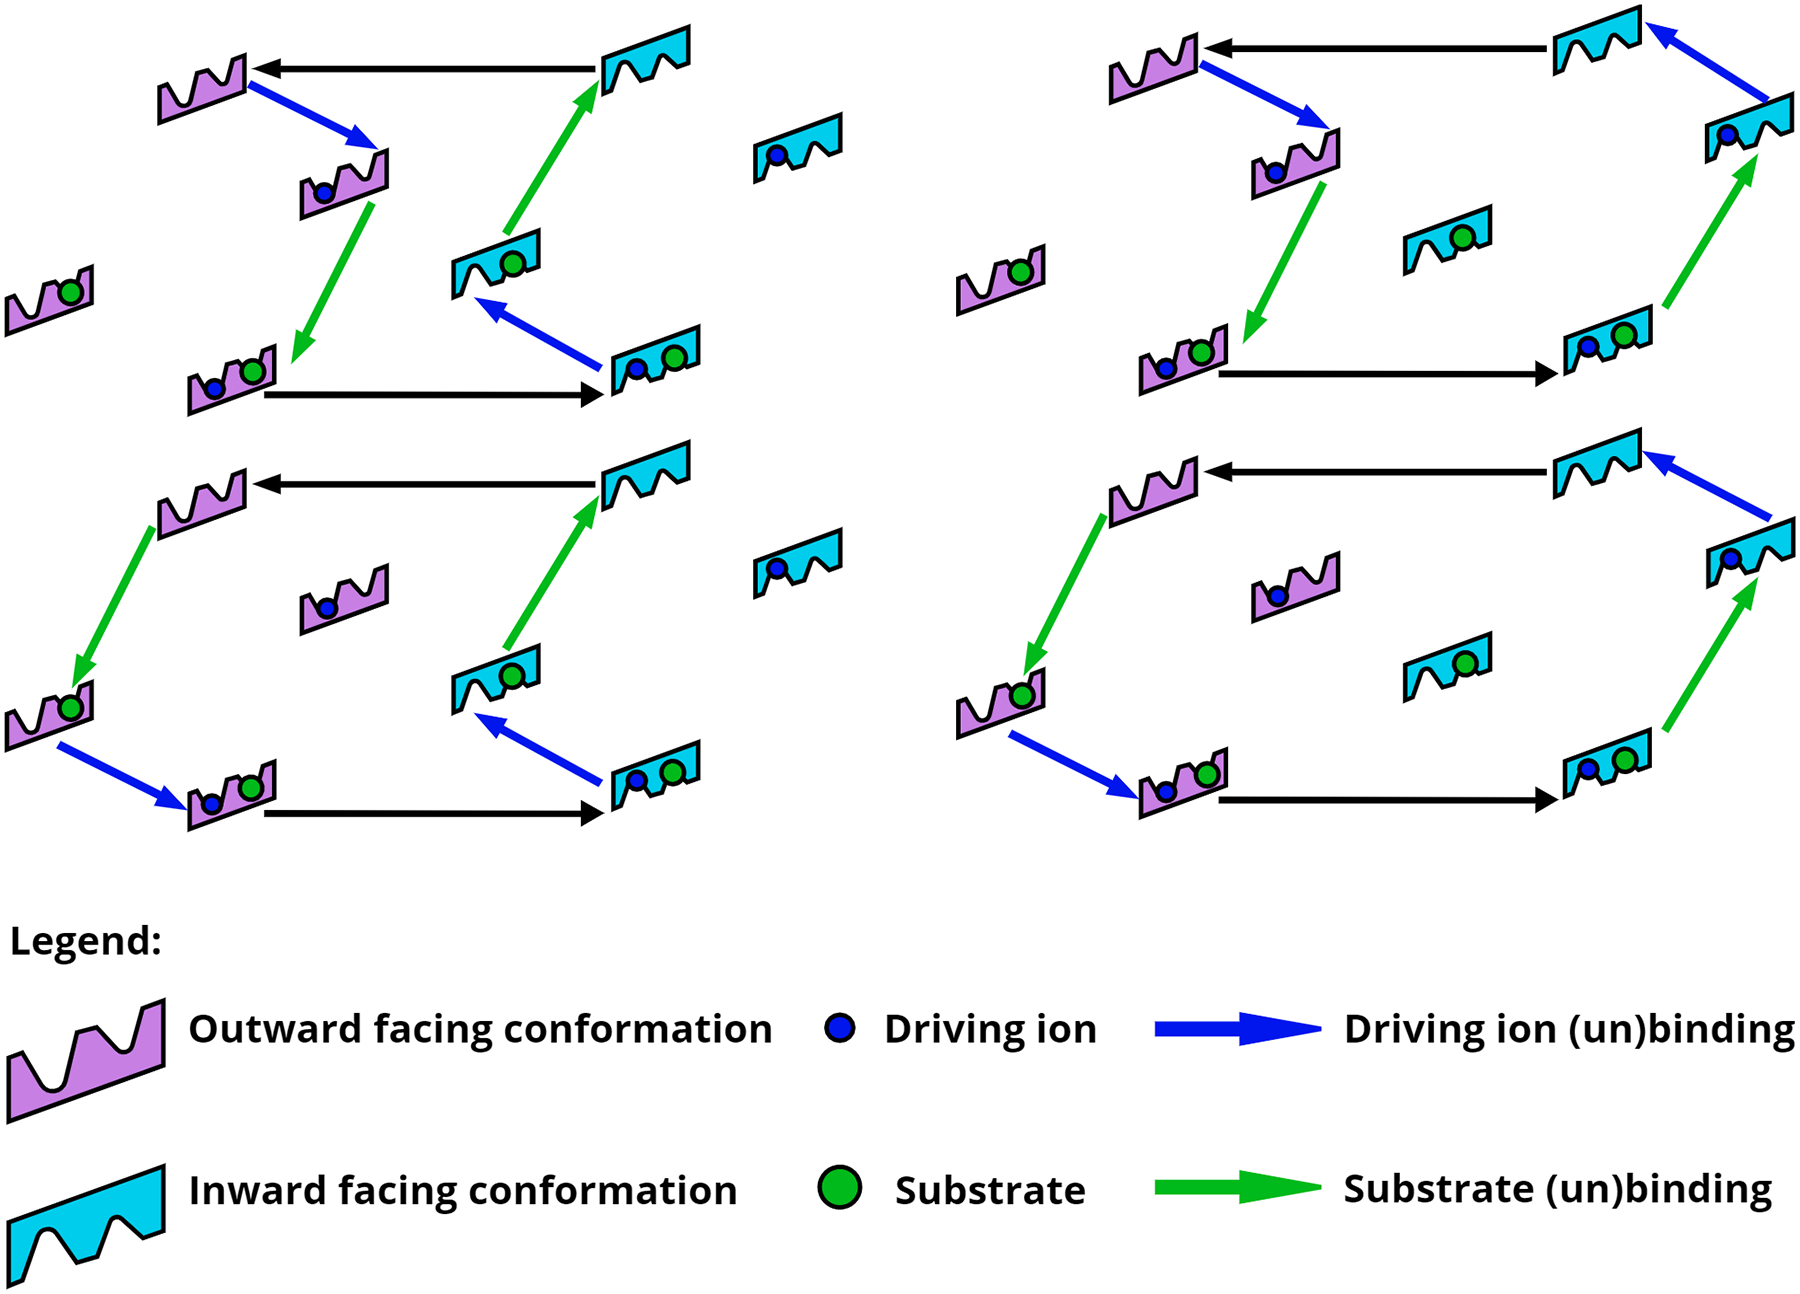 Legend:
Outward facing conformation
Driving ion
Driving ion (un)binding
Inward facing conformation
Substrate
Substrate (un)binding